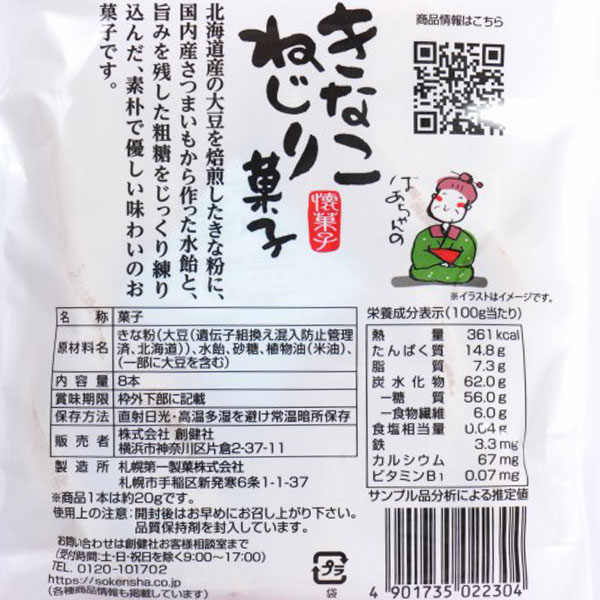 商品情報はこちら
きなこ
ねじり
菓子
懐菓子
北海道産の大豆を焙煎したきな粉に、
国内産さつまいもから作った水飴と、
旨みを残した粗糖をじっくり練り
込んだ、素朴で優しい味わいのお
菓子です。
ばあちゃんの
※イラストはイメージです。
名称 菓子
原材料名 きな粉(大豆(遺伝子組換え混入防止管理
済、北海道))、水飴、砂糖、植物油(米油)、
(一部に大豆を含む)
内容量 8本
賞味期限 枠外下部に記載
保存方法 直射日光・高温多湿を避け常温暗所保存
販売者 株式会社 創健社
横浜市神奈川区片倉2-37-11
製造所 札幌第一製菓株式会社
札幌市手稲区新発寒6条1-1-37
※商品1本は約20gです。
使用上の注意:開封後はお早めにお召し上がり下さい。
品質保持剤を封入しています。
お問い合わせは創健社お客様相談室まで
(受付時間:土・日・祝日を除く9:00〜17:00)
TEL 0120-101702
https://sokensha.co.jp
(各種商品情報も掲載しています)
栄養成分表示(100g当たり)
熱量 361kcal
たんぱく質 14.8g
脂質 7.3g
炭水化物 62.0g
―糖質 56.0g
―食物繊維 6.0g
食塩相当量 0.04g
鉄 3.3mg
カルシウム 67mg
ビタミンB1 0.07mg
サンプル品分析による推定値
プラ
袋
4 901735 022304